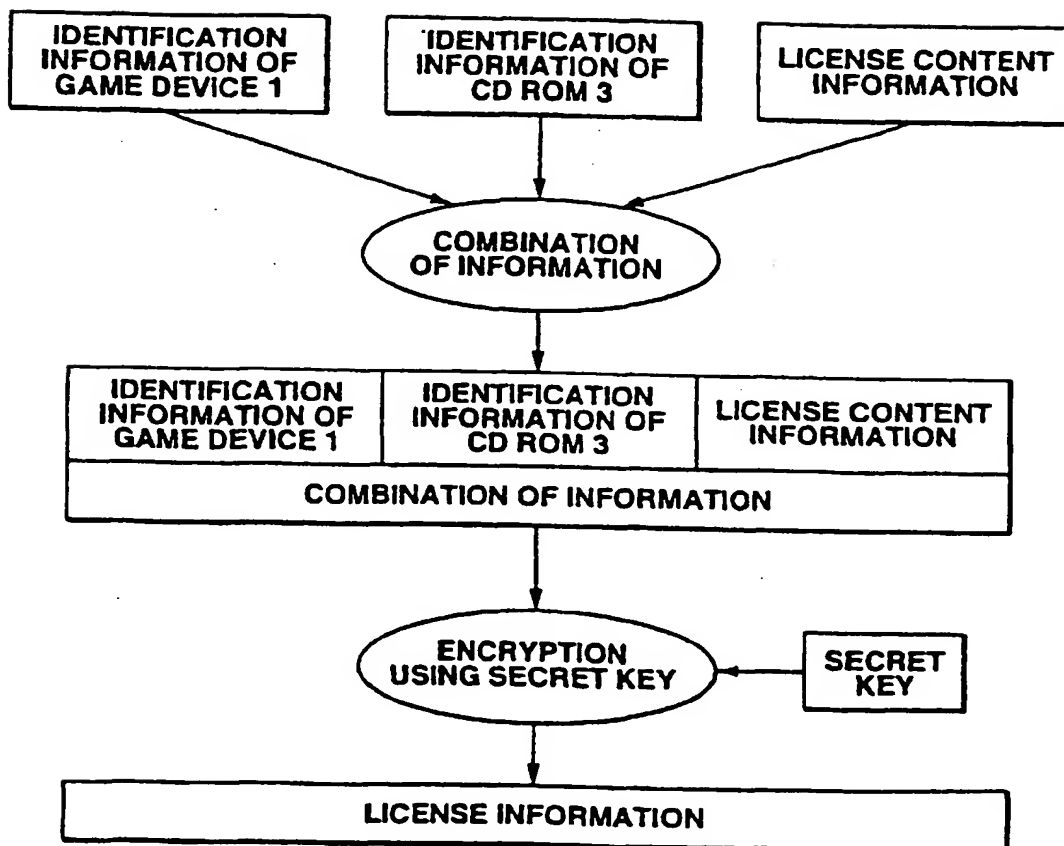 IDENTIFICATION
INFORMATION OF
GAME DEVICE 1
IDENTIFICATION
INFORMATION OF
CD ROM 3
LICENSE CONTENT
INFORMATION
COMBINATION
OF INFORMATION
IDENTIFICATION
INFORMATION OF
GAME DEVICE 1
IDENTIFICATION
INFORMATION OF
CD ROM 3
LICENSE CONTENT
INFORMATION
COMBINATION OF INFORMATION
ENCRYPTION
USING SECRET KEY
SECRET
KEY
LICENSE INFORMATION